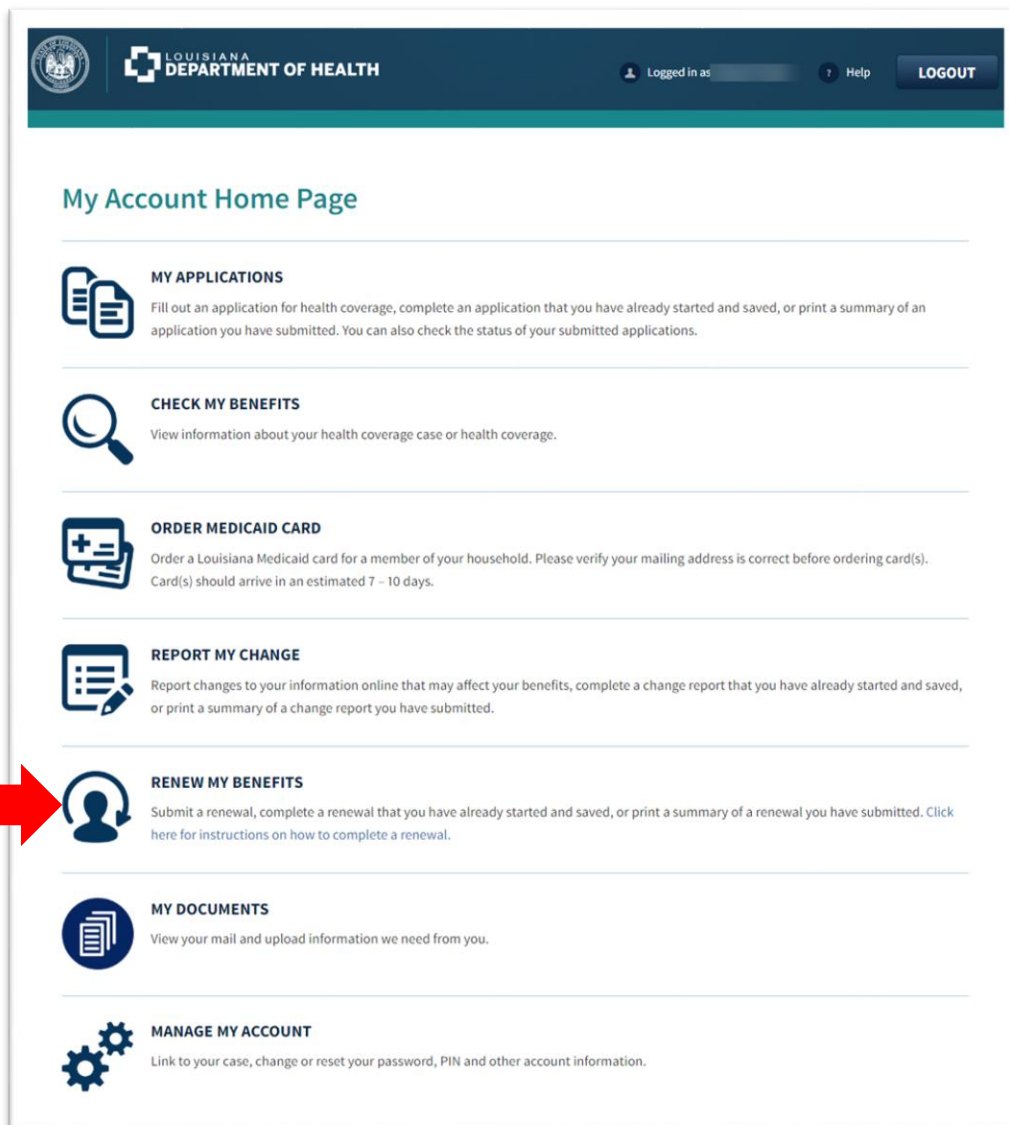 LOUISIANA
DEPARTMENT OF HEALTH
Logged in as
? Help
LOGOUT
My Account Home Page
MY APPLICATIONS
Fill out an application for health coverage, complete an application that you have already started and saved, or print a summary of an
application you have submitted. You can also check the status of your submitted applications.
CHECK MY BENEFITS
View information about your health coverage case or health coverage.
ORDER MEDICAID CARD
Order a Louisiana Medicaid card for a member of your household. Please verify your mailing address is correct before ordering card(s).
Card(s) should arrive in an estimated 7 – 10 days.
REPORT MY CHANGE
Report changes to your information online that may affect your benefits, complete a change report that you have already started and saved,
or print a summary of a change report you have submitted.
RENEW MY BENEFITS
Submit a renewal, complete a renewal that you have already started and saved, or print a summary of a renewal you have submitted. Click
here for instructions on how to complete a renewal.
MY DOCUMENTS
View your mail and upload information we need from you.
MANAGE MY ACCOUNT
Link to your case, change or reset your password, PIN and other account information.